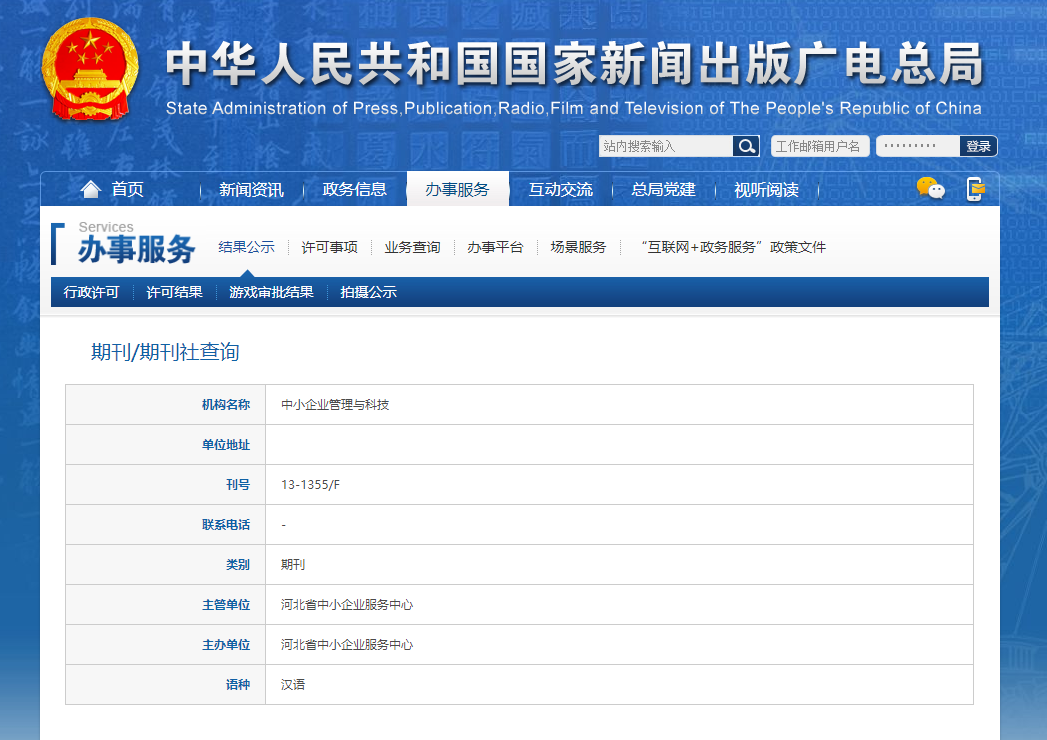 中华人民共和国国家新闻出版广电总局
State Administration of Press,Publication,Radio,Film and Television of The People's Republic of China
站内搜索输入 工作邮箱用户名 ········· 登录
首页 新闻资讯 政务信息 办事服务 互动交流 总局党建 视听阅读
Services
办事服务 结果公示 许可事项 业务查询 办事平台 场景服务 “互联网+政务服务”政策文件
行政许可 许可结果 游戏审批结果 拍摄公示
期刊/期刊社查询
机构名称 中小企业管理与科技
单位地址
刊号 13-1355/F
联系电话 -
类别 期刊
主管单位 河北省中小企业服务中心
主办单位 河北省中小企业服务中心
语种 汉语